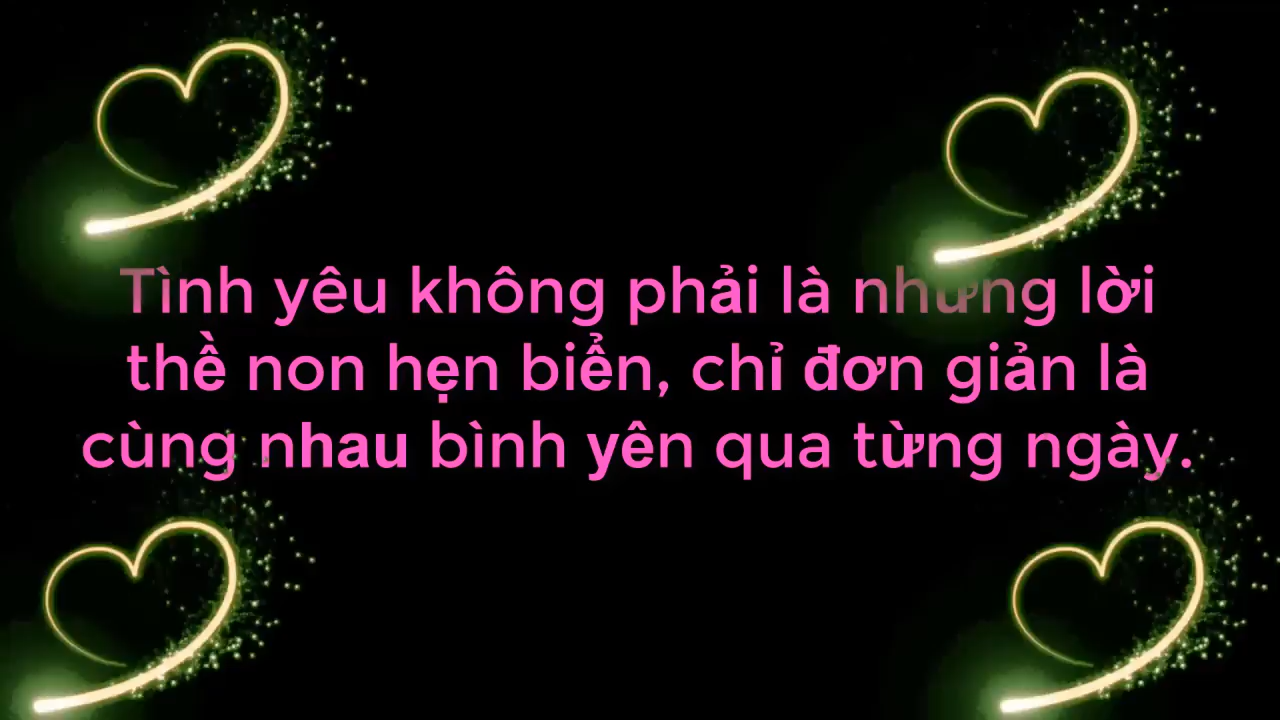 Tình yêu không phải là những lời
thề non hẹn biển, chỉ đơn giản là
cùng nhau bình yên qua từng ngày.